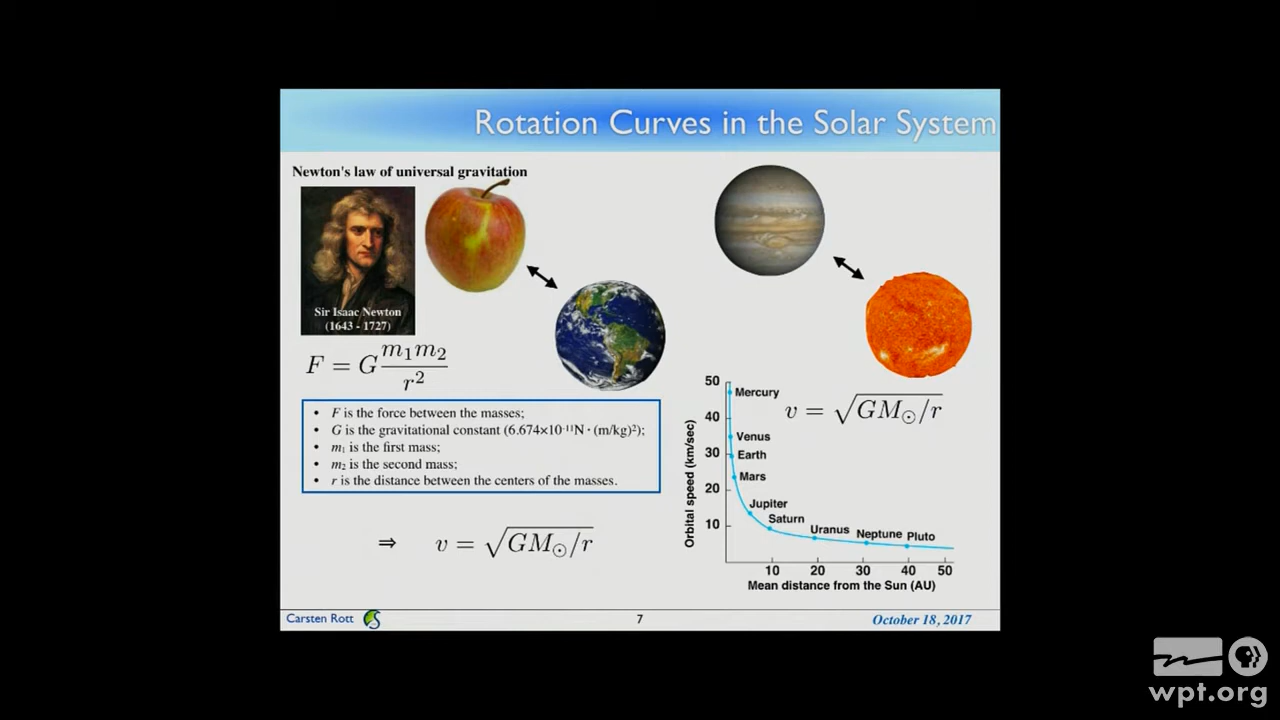 Rotation Curves in the Solar System
Newton's law of universal gravitation
Sir Isaac Newton
(1643 - 1727)
F = G m₁m₂ / r²
• F is the force between the masses;
• G is the gravitational constant (6.674×10⁻¹¹N · (m/kg)²);
• m₁ is the first mass;
• m₂ is the second mass;
• r is the distance between the centers of the masses.
⇒ v = √GM⊙/r
v = √GM⊙/r
Orbital speed (km/sec)
50
40
30
20
10
Mercury
Venus
Earth
Mars
Jupiter
Saturn
Uranus
Neptune
Pluto
10 20 30 40 50
Mean distance from the Sun (AU)
Carsten Rott
7
October 18, 2017
wpt.org